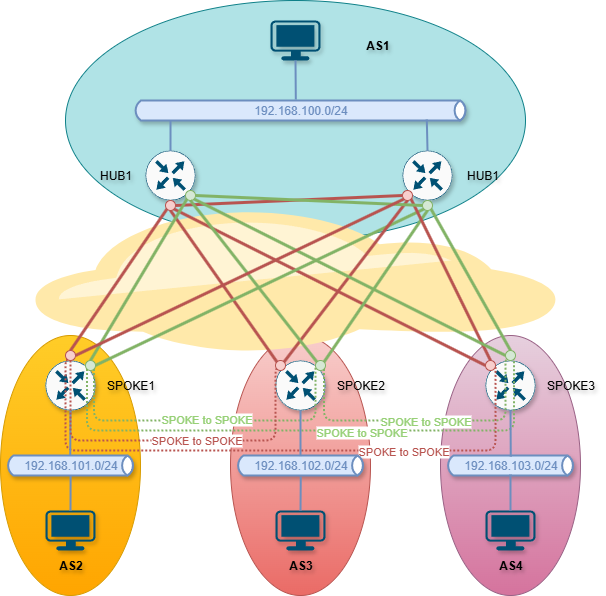 AS1
192.168.100.0/24
HUB1
HUB1
SPOKE1
SPOKE2
SPOKE3
SPOKE to SPOKE
SPOKE to SPOKE
SPOKE to SPOKE
SPOKE to SPOKE
SPOKE to SPOKE
192.168.101.0/24
192.168.102.0/24
192.168.103.0/24
AS2
AS3
AS4